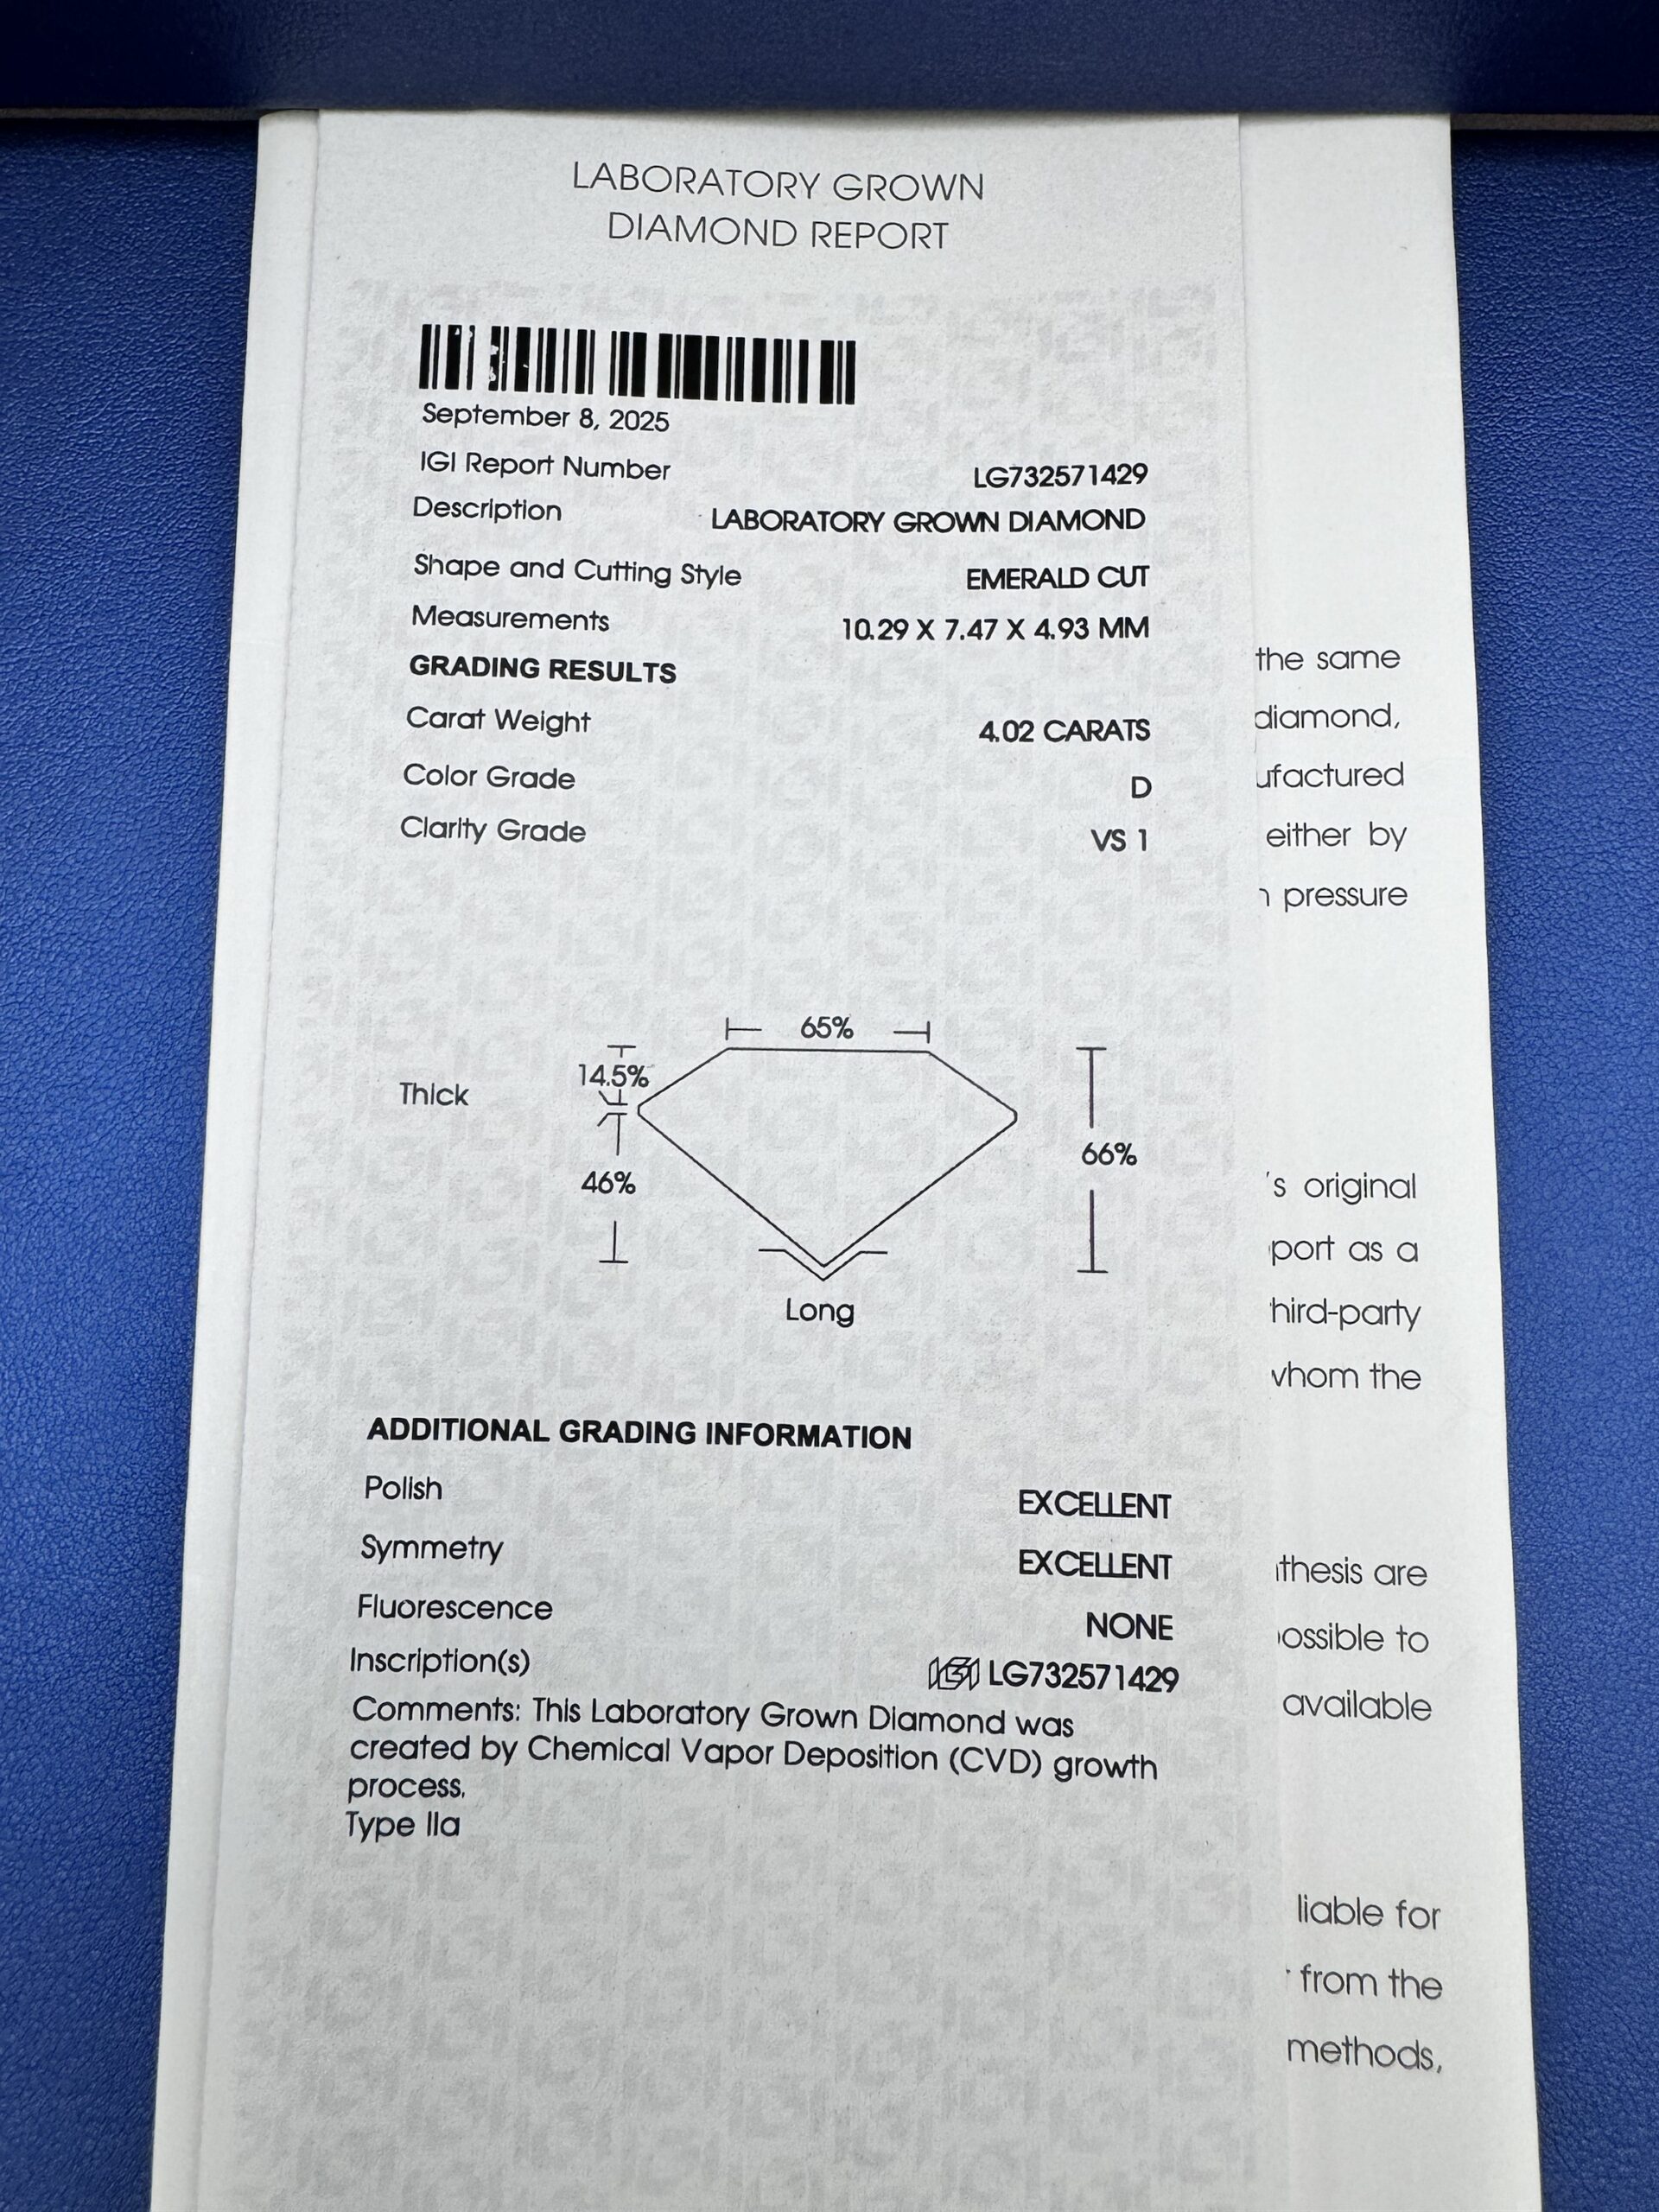 LABORATORY GROWN
DIAMOND REPORT
September 8, 2025
IGI Report Number LG732571429
Description LABORATORY GROWN DIAMOND
Shape and Cutting Style EMERALD CUT
Measurements 10.29 X 7.47 X 4.93 MM
GRADING RESULTS
Carat Weight 4.02 CARATS
Color Grade D
Clarity Grade VS 1
65%
14.5%
Thick
46%
66%
Long
ADDITIONAL GRADING INFORMATION
Polish EXCELLENT
Symmetry EXCELLENT
Fluorescence NONE
Inscription(s) IGI LG732571429
Comments: This Laboratory Grown Diamond was
created by Chemical Vapor Deposition (CVD) growth
process.
Type IIa
the same
diamond,
ufactured
either by
pressure
's original
port as a
hird-party
whom the
thesis are
ossible to
available
liable for
from the
methods,